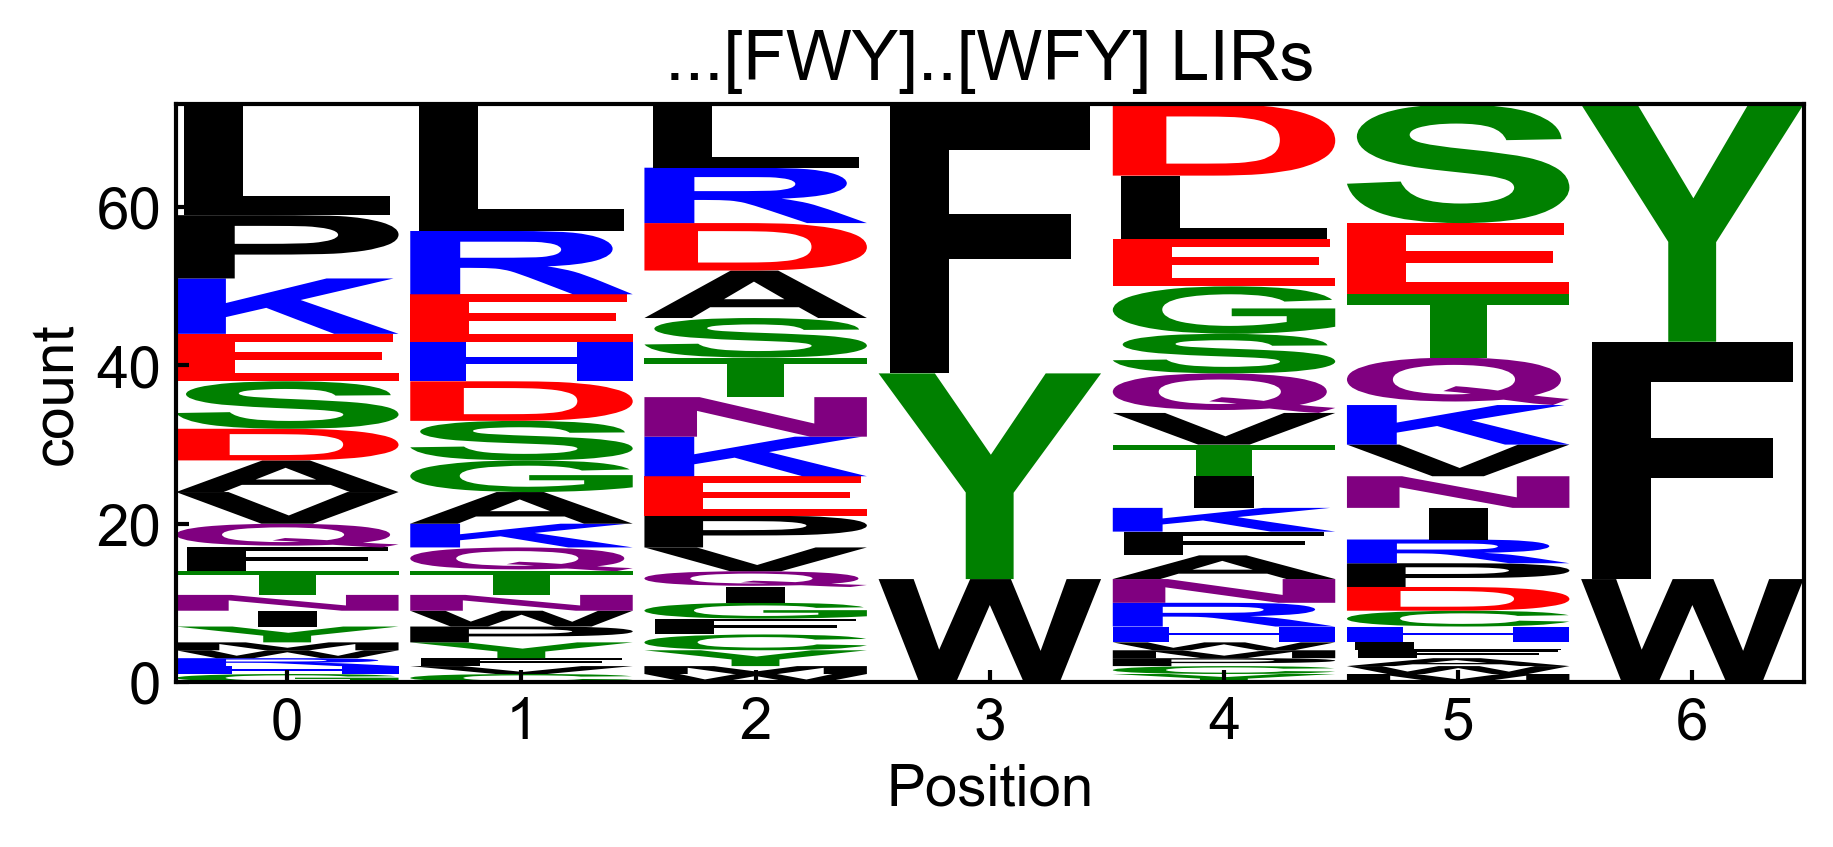 ...[FWY]..[WFY] LIRs
count
60
40
20
0
L P K E S D A V Q F T N I Y W R H G
L R E H D S G A K Q T N W P Y F V C
L R D A S T N K E P V Q I G F C Y W
F Y W
D L E G S Q V T I K F A N R H W P C
S E T Q K V N I R P D G H L F A W
Y F W
0 1 2 3 4 5 6
Position